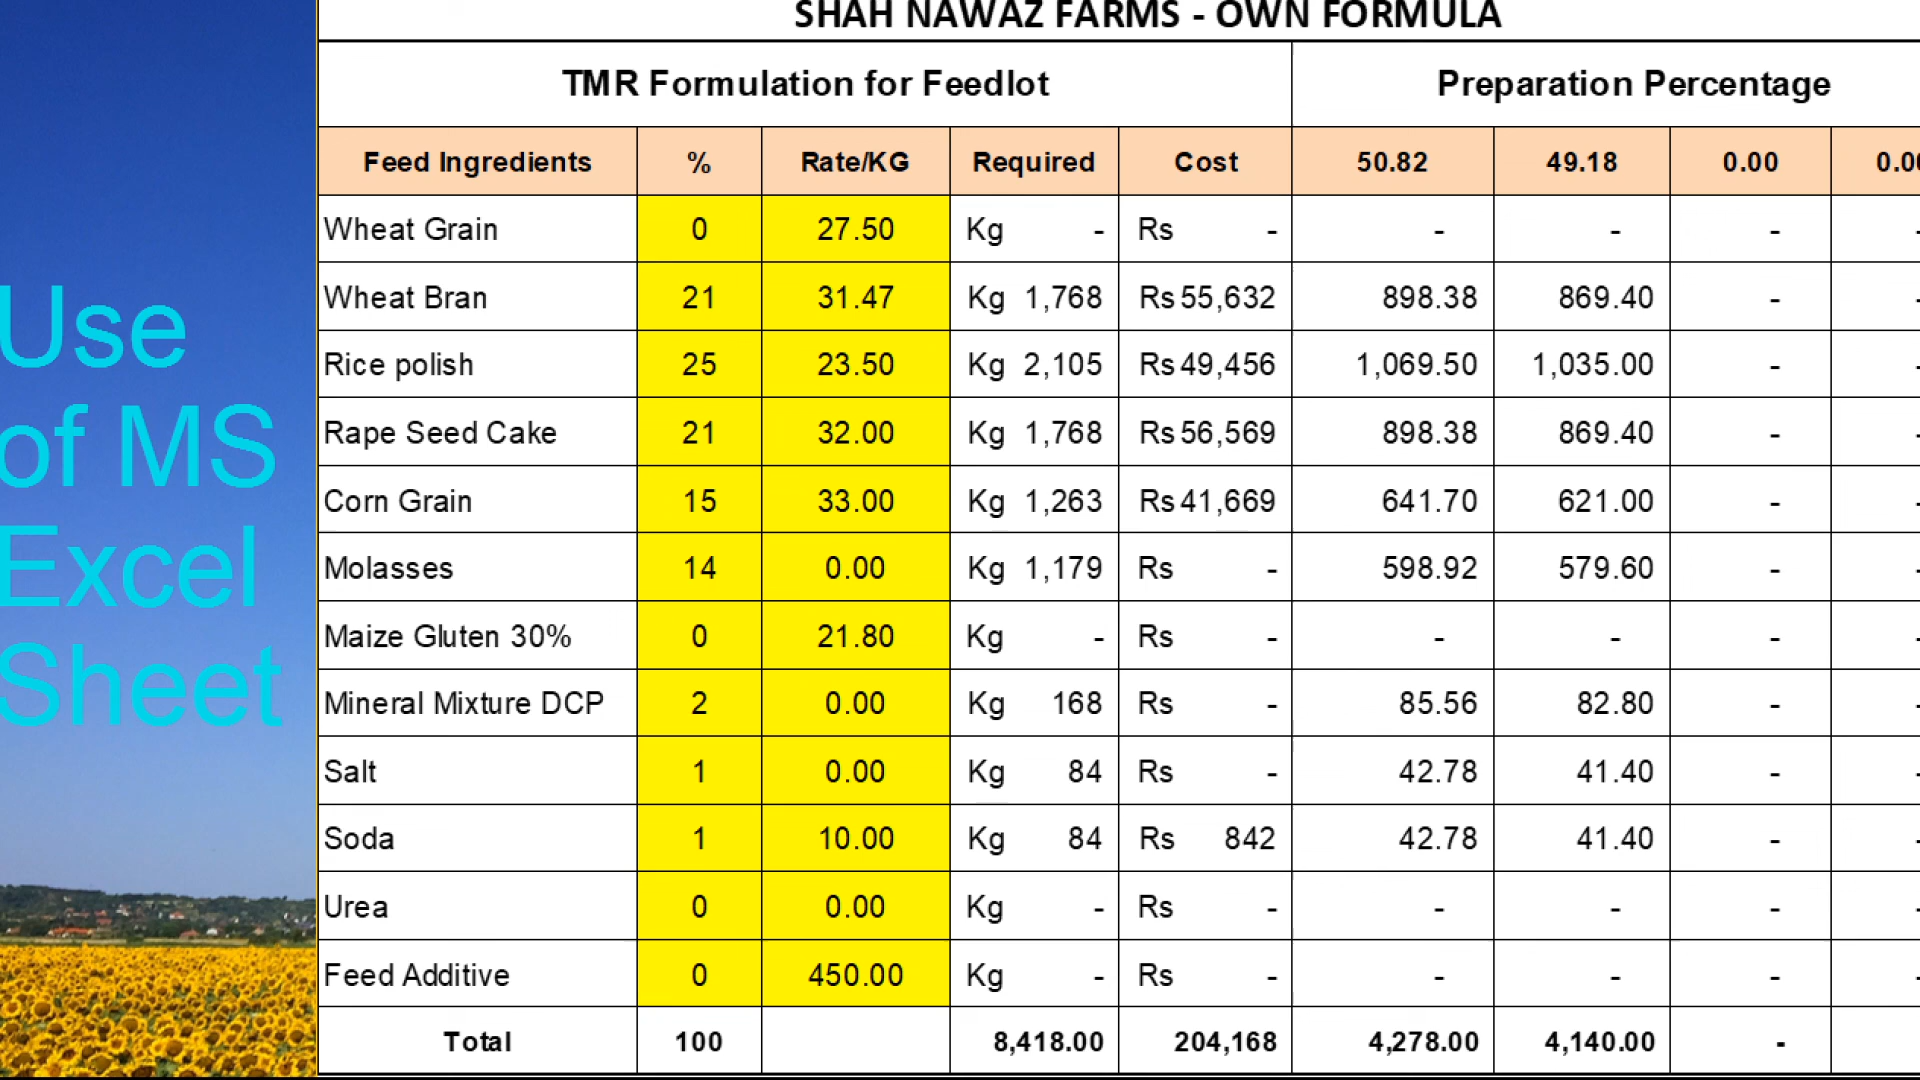 SHAH NAWAZ FARMS - OWN FORMULA
TMR Formulation for Feedlot Preparation Percentage
Feed Ingredients % Rate/KG Required Cost 50.82 49.18 0.00 0.00
Wheat Grain 0 27.50 Kg - Rs - - - - -
Wheat Bran 21 31.47 Kg 1,768 Rs 55,632 898.38 869.40 - -
Rice polish 25 23.50 Kg 2,105 Rs 49,456 1,069.50 1,035.00 - -
Rape Seed Cake 21 32.00 Kg 1,768 Rs 56,569 898.38 869.40 - -
Corn Grain 15 33.00 Kg 1,263 Rs 41,669 641.70 621.00 - -
Molasses 14 0.00 Kg 1,179 Rs - 598.92 579.60 - -
Maize Gluten 30% 0 21.80 Kg - Rs - - - - -
Mineral Mixture DCP 2 0.00 Kg 168 Rs - 85.56 82.80 - -
Salt 1 0.00 Kg 84 Rs - 42.78 41.40 - -
Soda 1 10.00 Kg 84 Rs 842 42.78 41.40 - -
Urea 0 0.00 Kg - Rs - - - - -
Feed Additive 0 450.00 Kg - Rs - - - - -
Total 100 8,418.00 204,168 4,278.00 4,140.00 -
Use
of MS
Excel
Sheet